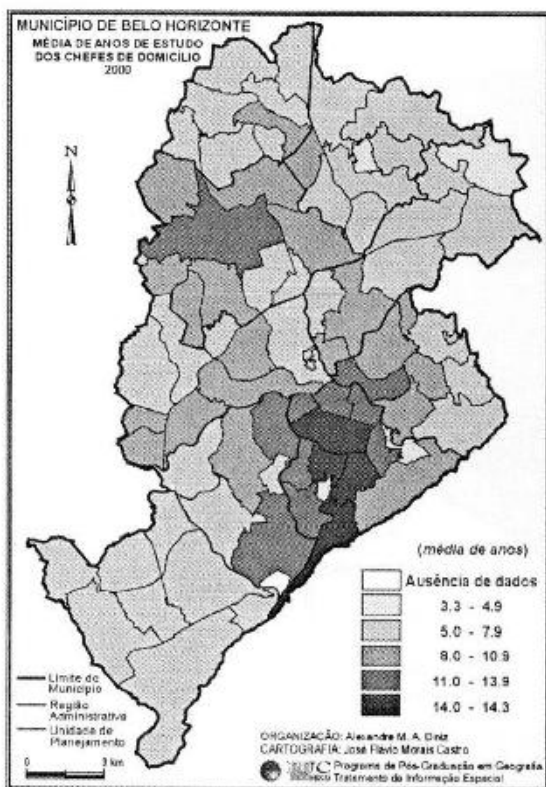 MUNICÍPIO DE BELO HORIZONTE
MÉDIA DE ANOS DE ESTUDO
DOS CHEFES DE DOMICÍLIO
2000
N
(média de anos)
Ausência de dados
3.3 - 4.9
5.0 - 7.9
8.0 - 10.9
11.0 - 13.9
14.0 - 14.3
Limite do
Município
Região
Administrativa
Unidade de
Planejamento
0 3 km
ORGANIZAÇÃO: Alexandre M. A. Diniz
CARTOGRAFIA: José Flávio Morais Castro
Programa de Pós-Graduação em Geografia
Tratamento da Informação Espacial